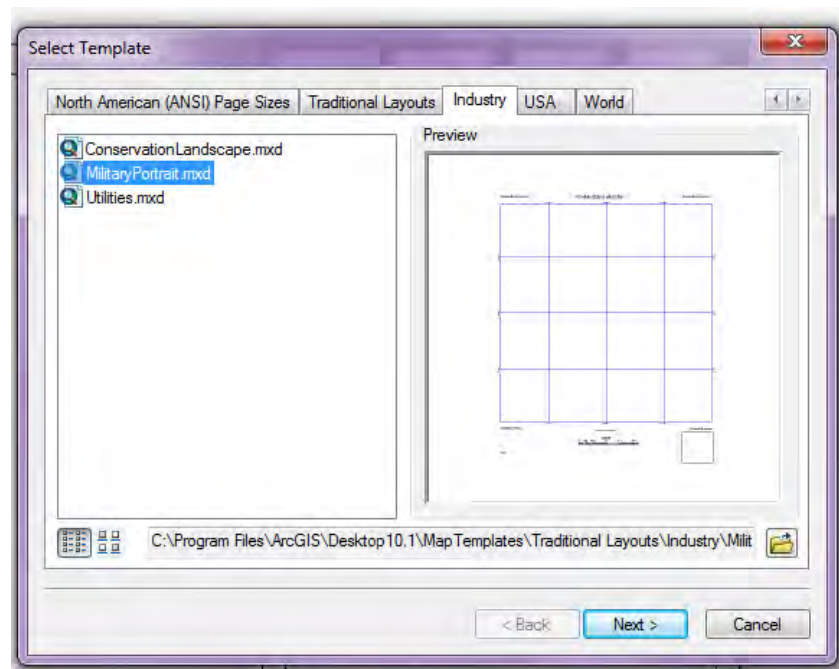 Select Template
North American (ANSI) Page Sizes Traditional Layouts Industry USA World
Preview
ConservationLandscape.mxd
MilitaryPortrait.mxd
Utilities.mxd
C:\Program Files\ArcGIS\Desktop10.1\MapTemplates\Traditional Layouts\Industry\Milit
< Back Next > Cancel